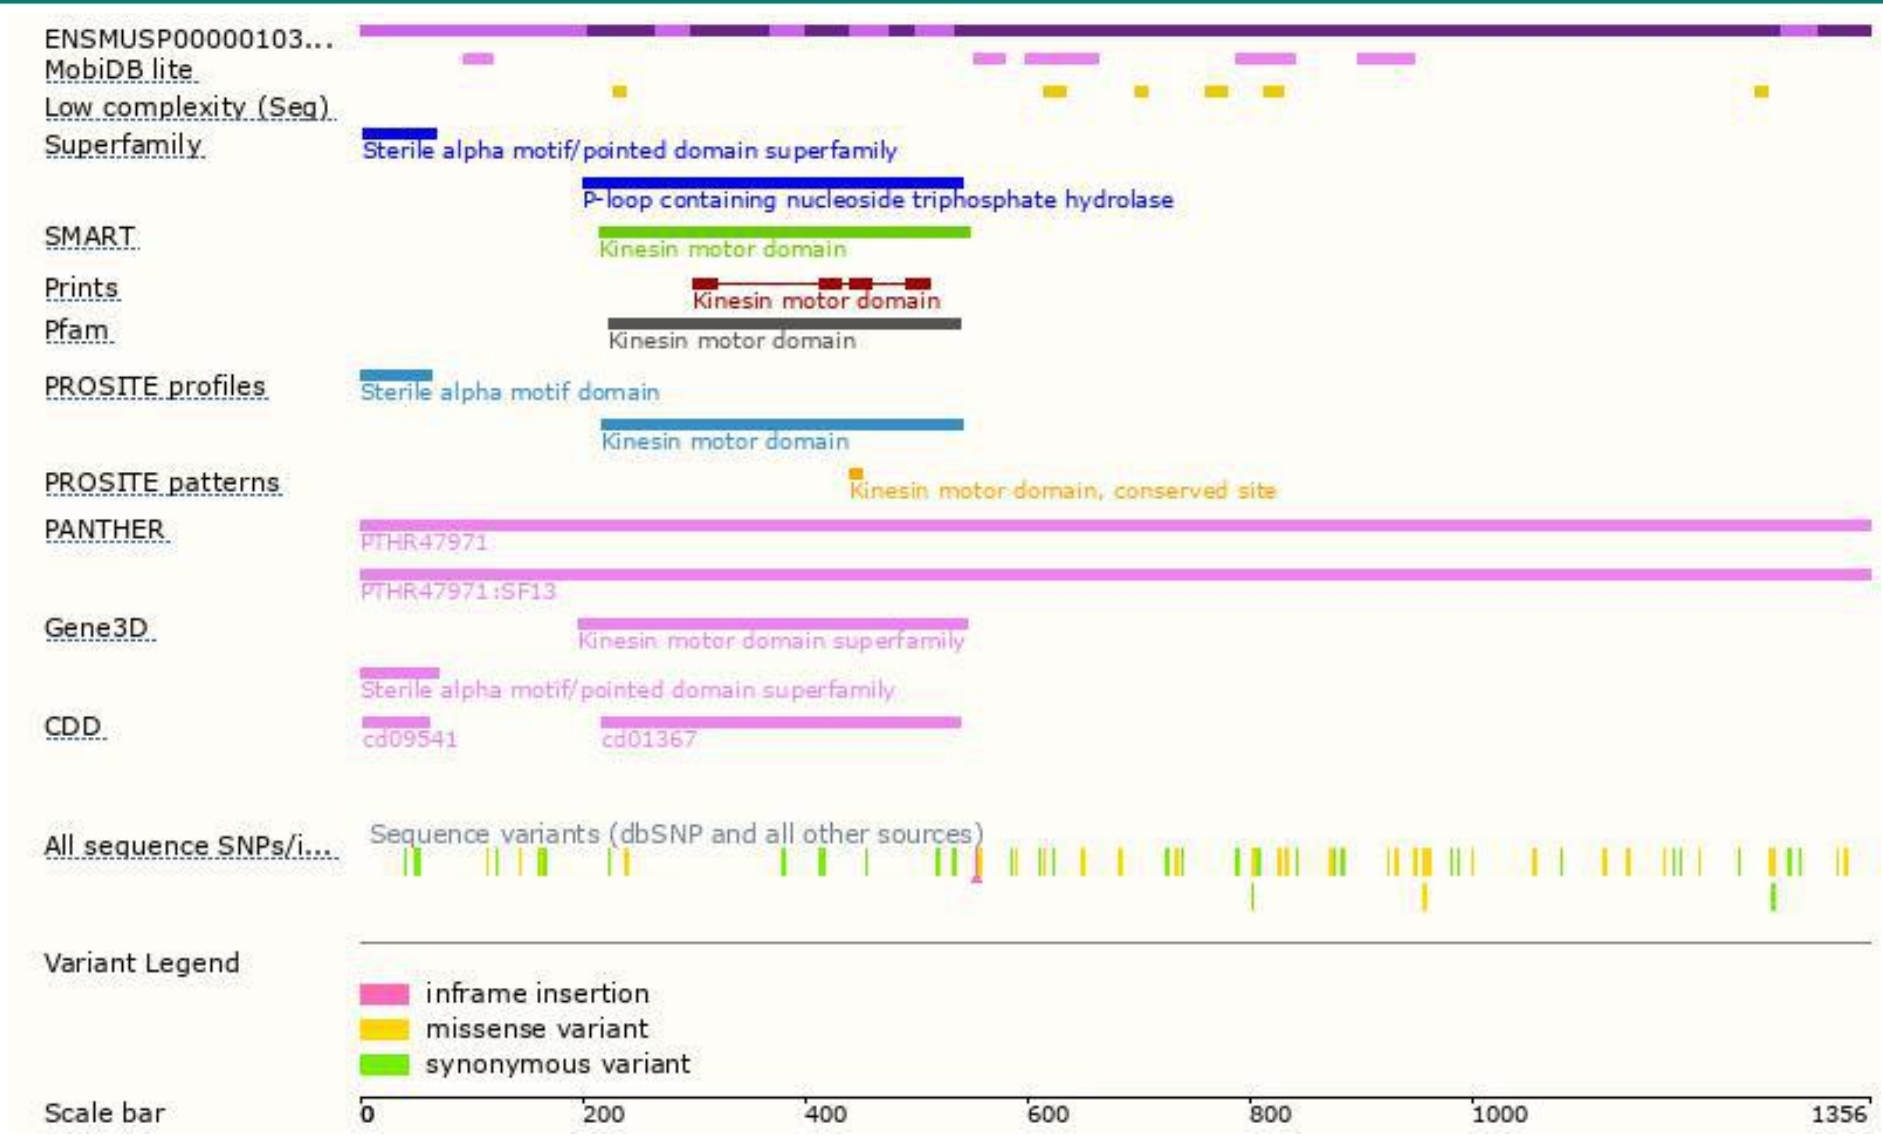 ENSMUSP00000103...
MobiDB lite
Low complexity (Seg)
Superfamily
Sterile alpha motif/pointed domain superfamily
P-loop containing nucleoside triphosphate hydrolase
SMART
Kinesin motor domain
Prints
Kinesin motor domain
Pfam
Kinesin motor domain
PROSITE profiles
Sterile alpha motif domain
Kinesin motor domain
PROSITE patterns
Kinesin motor domain, conserved site
PANTHER
PTHR47971
PTHR47971:SF13
Gene3D
Kinesin motor domain superfamily
Sterile alpha motif/pointed domain superfamily
CDD
cd09541 cd01367
Sequence variants (dbSNP and all other sources)
All sequence SNPs/i...
Variant Legend
inframe insertion
missense variant
synonymous variant
Scale bar 0 200 400 600 800 1000 1356